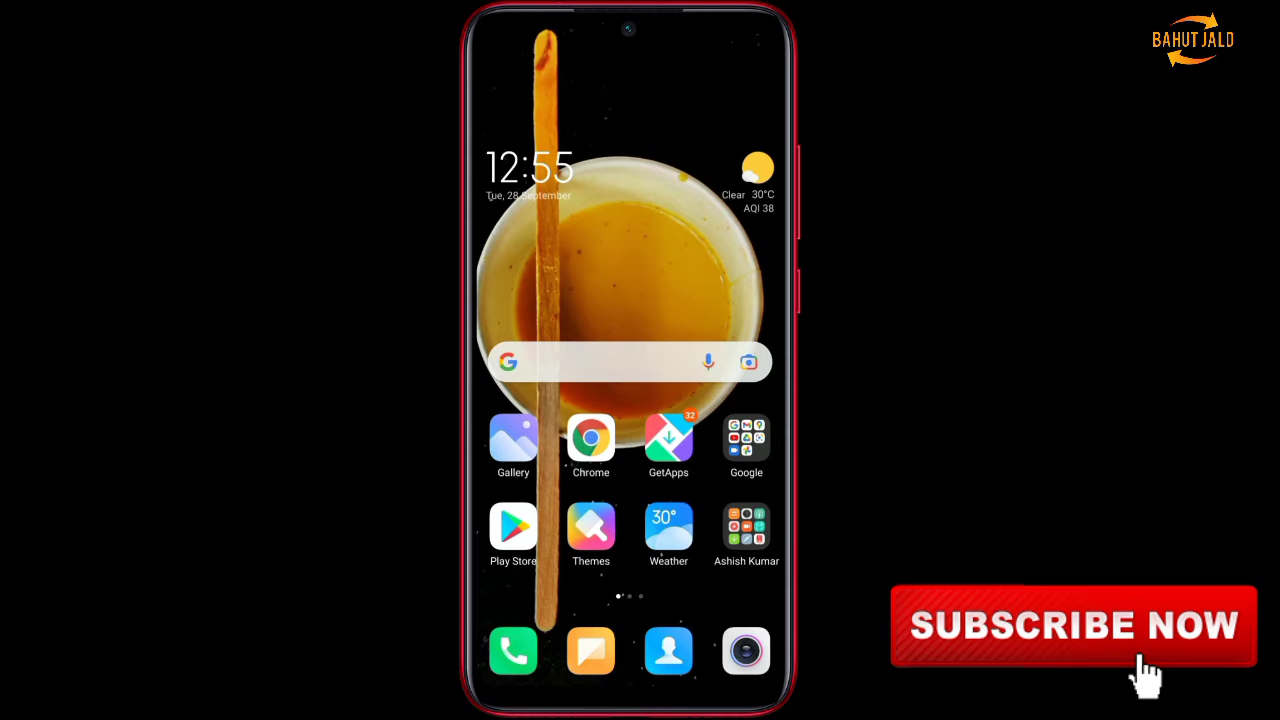 BAHUT JALD
12:55
Tue, 28 September
Clear 30°C
AQI 38
32
Gallery
Chrome
GetApps
Google
30°
Play Store
Themes
Weather
Ashish Kumar
SUBSCRIBE NOW